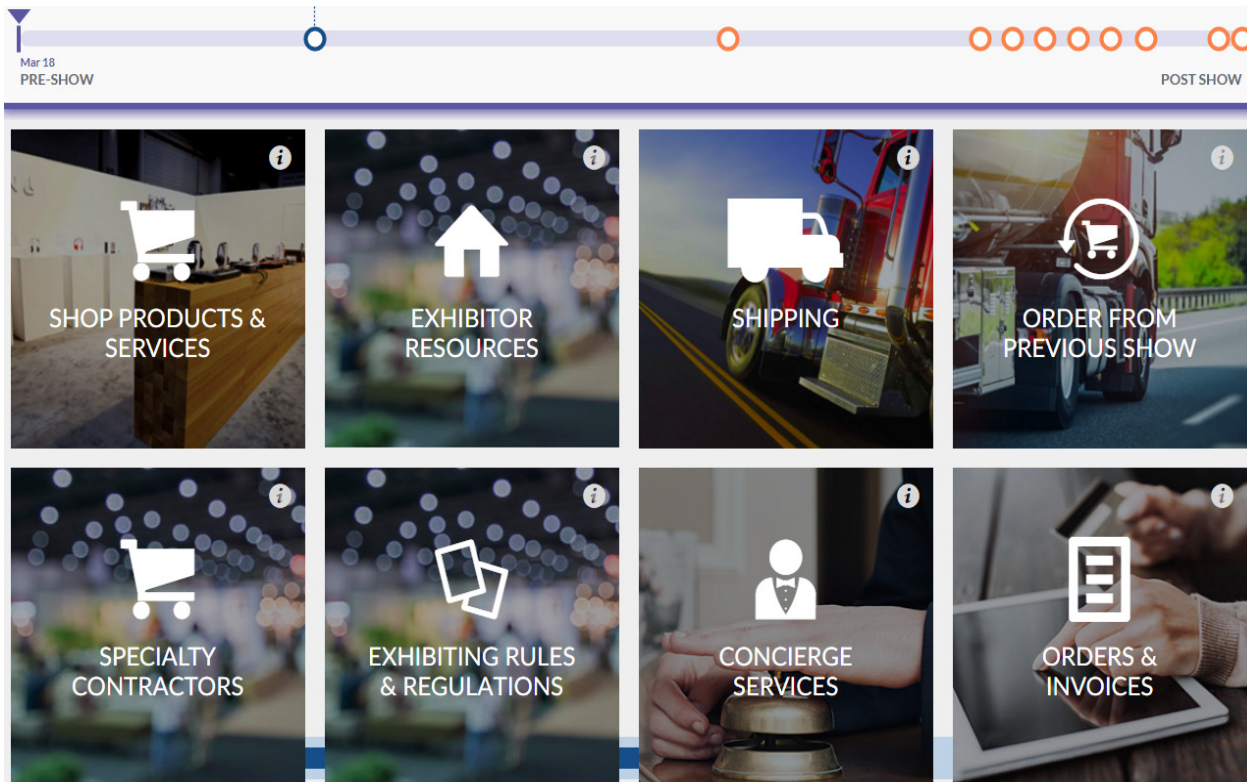 Mar 18
PRE-SHOW
POST SHOW
i
i
i
i
SHOP PRODUCTS &
SERVICES
EXHIBITOR
RESOURCES
SHIPPING
ORDER FROM
PREVIOUS SHOW
i
i
i
i
SPECIALTY
CONTRACTORS
EXHIBITING RULES
& REGULATIONS
CONCIERGE
SERVICES
ORDERS &
INVOICES